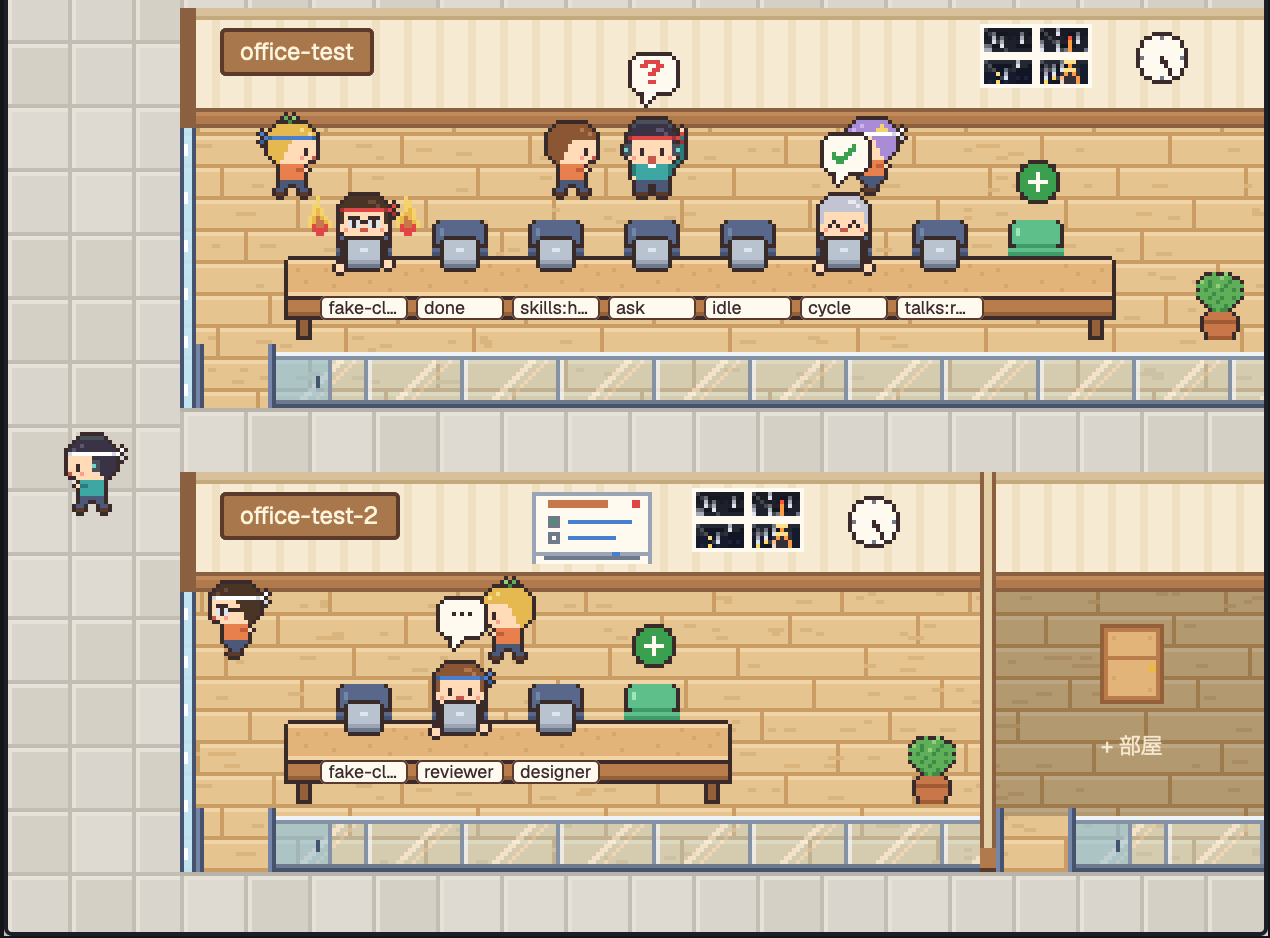 office-test
?
fake-cl...
done
skills:h...
ask
idle
cycle
talks:r...
office-test-2
...
fake-cl...
reviewer
designer
+ 部屋